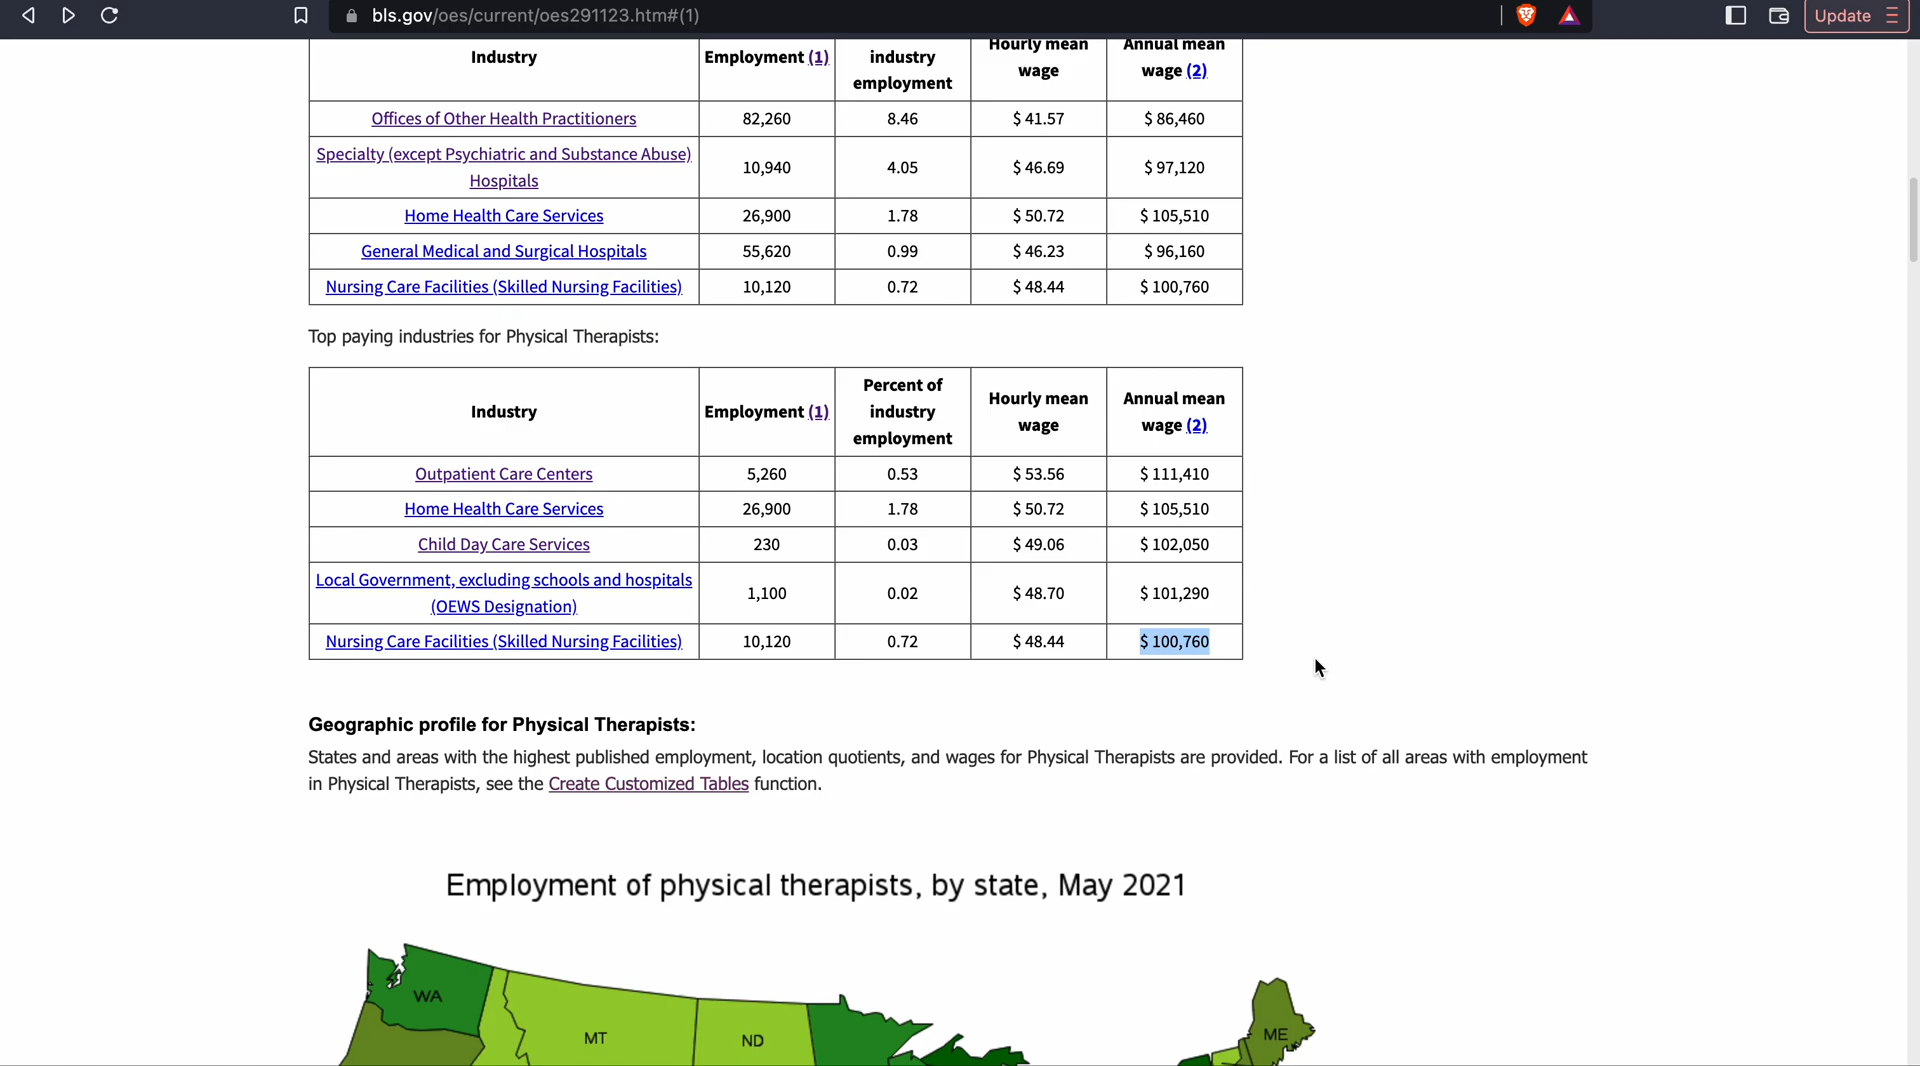 bls.gov/oes/current/oes291123.htm#(1)
Update
Industry
Employment (1)
industry
employment
Hourly mean
wage
Annual mean
wage (2)
Offices of Other Health Practitioners
82,260
8.46
$ 41.57
$ 86,460
Specialty (except Psychiatric and Substance Abuse)
Hospitals
10,940
4.05
$ 46.69
$ 97,120
Home Health Care Services
26,900
1.78
$ 50.72
$ 105,510
General Medical and Surgical Hospitals
55,620
0.99
$ 46.23
$ 96,160
Nursing Care Facilities (Skilled Nursing Facilities)
10,120
0.72
$ 48.44
$ 100,760
Top paying industries for Physical Therapists:
Industry
Employment (1)
Percent of
industry
employment
Hourly mean
wage
Annual mean
wage (2)
Outpatient Care Centers
5,260
0.53
$ 53.56
$ 111,410
Home Health Care Services
26,900
1.78
$ 50.72
$ 105,510
Child Day Care Services
230
0.03
$ 49.06
$ 102,050
Local Government, excluding schools and hospitals
(OEWS Designation)
1,100
0.02
$ 48.70
$ 101,290
Nursing Care Facilities (Skilled Nursing Facilities)
10,120
0.72
$ 48.44
$ 100,760
Geographic profile for Physical Therapists:
States and areas with the highest published employment, location quotients, and wages for Physical Therapists are provided. For a list of all areas with employment
in Physical Therapists, see the Create Customized Tables function.
Employment of physical therapists, by state, May 2021
WA
MT
ND
ME